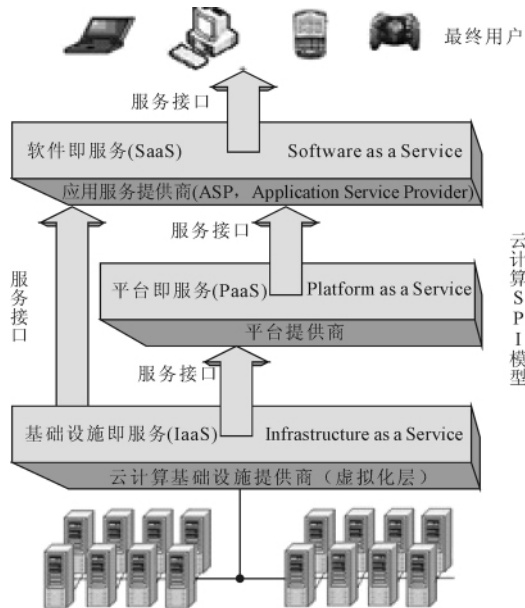 最终用户
服务接口
软件即服务(SaaS) Software as a Service
应用服务提供商(ASP，Application Service Provider)
服务接口
服务接口
平台即服务(PaaS) Platform as a Service
平台提供商
服务接口
基础设施即服务(IaaS) Infrastructure as a Service
云计算基础设施提供商（虚拟化层）
云计算SPI模型